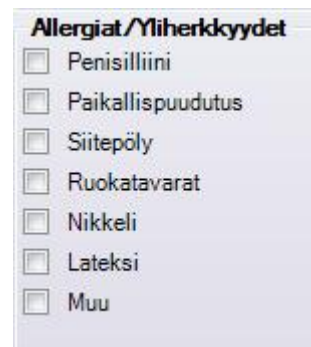 Allergiat/Yliherkkyydet
Penisilliini
Paikallispuudutus
Siitepöly
Ruokatavarat
Nikkeli
Lateksi
Muu